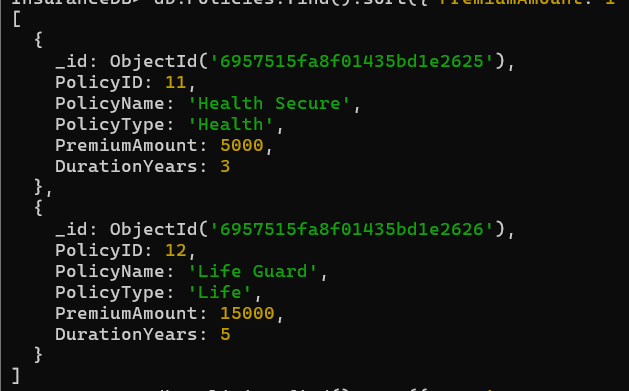 InsuranceDB> db.Policies.find().sort({ PremiumAmount: 1
[
  {
    _id: ObjectId('6957515fa8f01435bd1e2625'),
    PolicyID: 11,
    PolicyName: 'Health Secure',
    PolicyType: 'Health',
    PremiumAmount: 5000,
    DurationYears: 3
  },
  {
    _id: ObjectId('6957515fa8f01435bd1e2626'),
    PolicyID: 12,
    PolicyName: 'Life Guard',
    PolicyType: 'Life',
    PremiumAmount: 15000,
    DurationYears: 5
  }
]